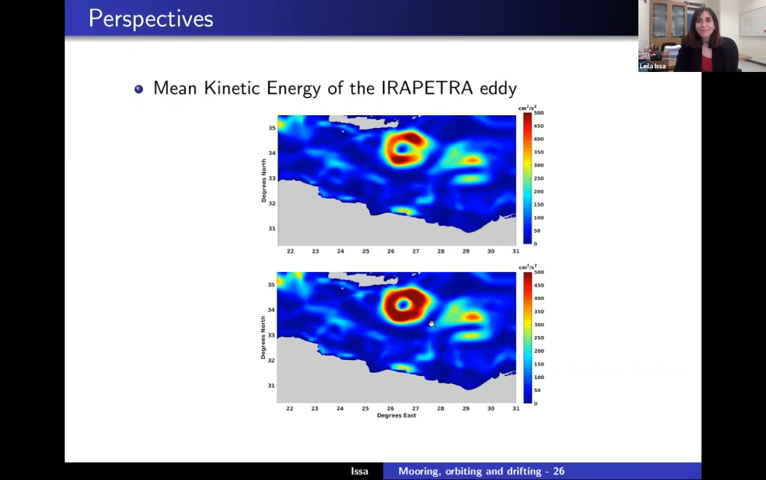 Perspectives
Leila Issa
Mean Kinetic Energy of the IRAPETRA eddy
cm²/s²
500
450
400
350
300
250
200
150
100
50
0
35
34
33
32
31
Degrees North
22 23 24 25 26 27 28 29 30 31
cm²/s²
500
450
400
350
300
250
200
150
100
50
0
35
34
33
32
31
Degrees North
22 23 24 25 26 27 28 29 30 31
Degrees East
Issa Mooring, orbiting and drifting - 26